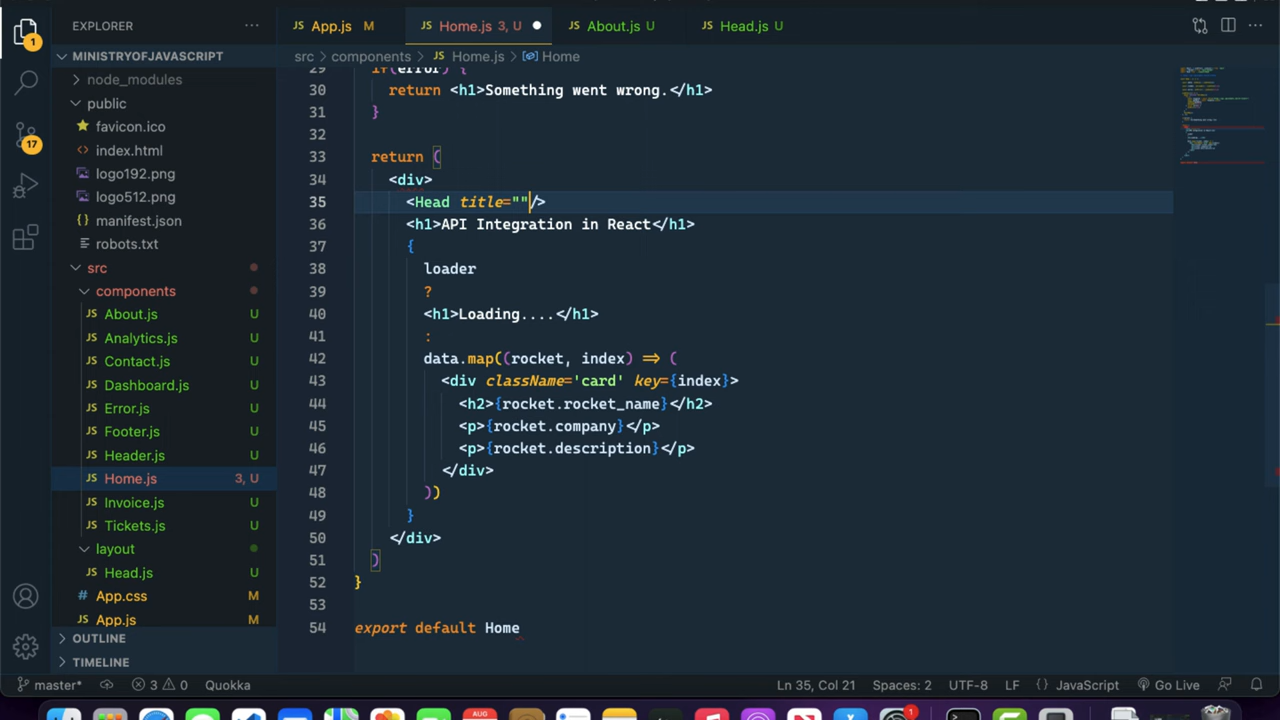 EXPLORER
App.js M
Home.js 3, U
About.js U
Head.js U
1
MINISTRYOFJAVASCRIPT
src > components > JS Home.js > Home
node_modules
public
favicon.ico
index.html
logo192.png
logo512.png
manifest.json
robots.txt
src
components
JS About.js U
JS Analytics.js U
JS Contact.js U
JS Dashboard.js U
JS Error.js U
JS Footer.js U
JS Header.js U
JS Home.js 3, U
JS Invoice.js U
JS Tickets.js U
layout
JS Head.js U
# App.css M
JS App.js M
OUTLINE
TIMELINE
17
29 if(error) {
30 return <h1>Something went wrong.</h1>
31 }
32
33 return (
34 <div>
35 <Head title=""/>
36 <h1>API Integration in React</h1>
37 {
38 loader
39 ?
40 <h1>Loading....</h1>
41 :
42 data.map((rocket, index) => (
43 <div className='card' key={index}>
44 <h2>{rocket.rocket_name}</h2>
45 <p>{rocket.company}</p>
46 <p>{rocket.description}</p>
47 </div>
48 ))
49 }
50 </div>
51 )
52 }
53
54 export default Home
master* 3 0 Quokka Ln 35, Col 21 Spaces: 2 UTF-8 LF {} JavaScript Go Live
AUG
1